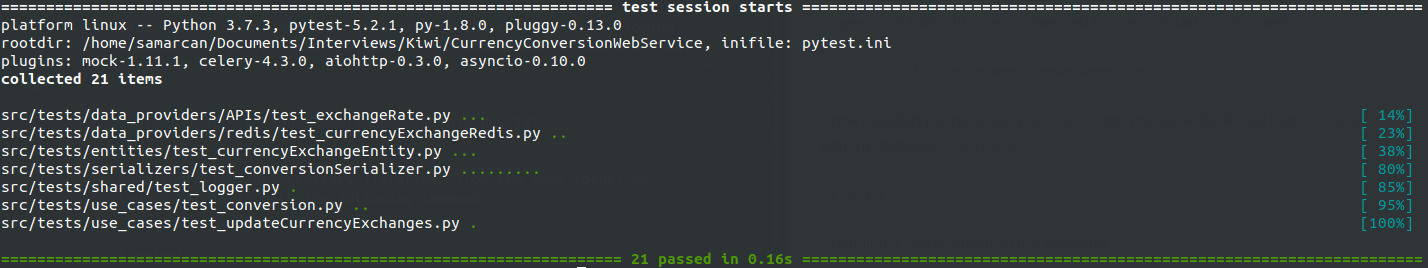 ==================================================================== test session starts =====================================================================
platform linux -- Python 3.7.3, pytest-5.2.1, py-1.8.0, pluggy-0.13.0
rootdir: /home/samarcan/Documents/Interviews/Kiwi/CurrencyConversionWebService, inifile: pytest.ini
plugins: mock-1.11.1, celery-4.3.0, aiohttp-0.3.0, asyncio-0.10.0
collected 21 items
src/tests/data_providers/APIs/test_exchangeRate.py ... [ 14%]
src/tests/data_providers/redis/test_currencyExchangeRedis.py .. [ 23%]
src/tests/entities/test_currencyExchangeEntity.py ... [ 38%]
src/tests/serializers/test_conversionSerializer.py ......... [ 80%]
src/tests/shared/test_logger.py . [ 85%]
src/tests/use_cases/test_conversion.py .. [ 95%]
src/tests/use_cases/test_updateCurrencyExchanges.py . [100%]
===================================================================== 21 passed in 0.16s =====================================================================